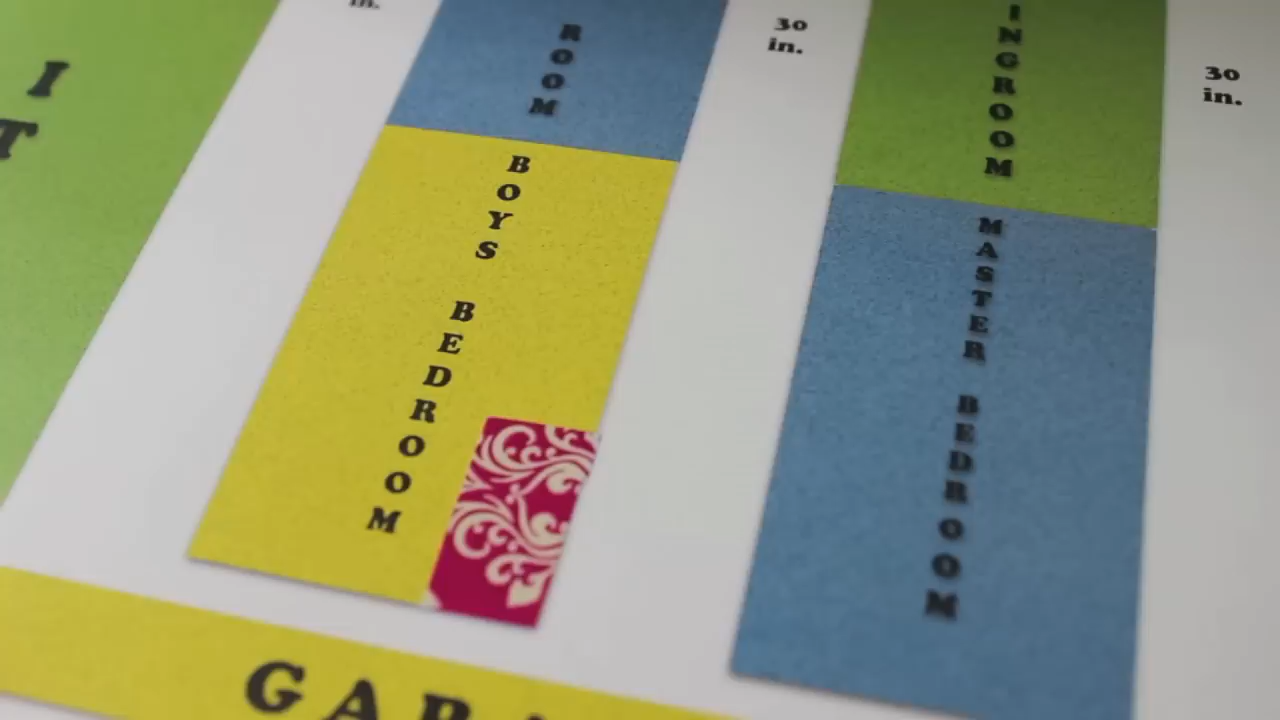 in.
ROOM
30
in.
INGROOM
30
in.
I
T
BOYS BEDROOM
MASTER BEDROOM
GAR